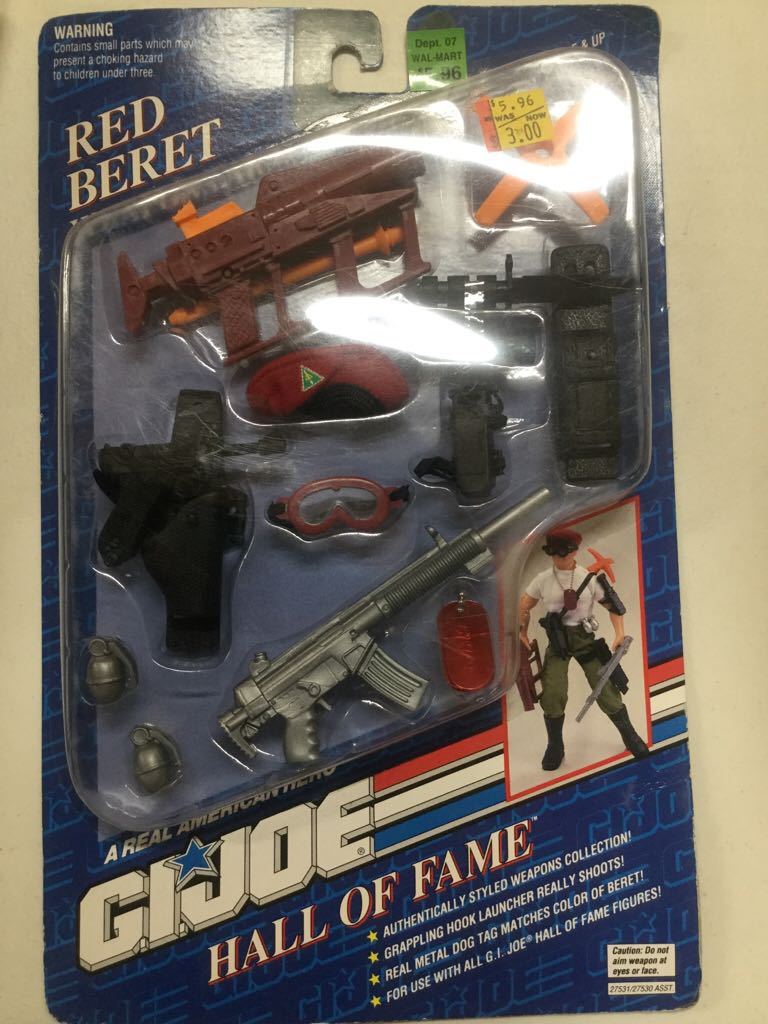 WARNING
Contains small parts which may
present a choking hazard
to children under three.
Dept. 07
WAL-MART
5.96
& UP
RED
BERET
$5.96
WAS NOW
3.00
A REAL AMERICAN HERO
G.I.JOE®
HALL OF FAME™
★ AUTHENTICALLY STYLED WEAPONS COLLECTION!
★ GRAPPLING HOOK LAUNCHER REALLY SHOOTS!
★ REAL METAL DOG TAG MATCHES COLOR OF BERET!
★ FOR USE WITH ALL G.I. JOE® HALL OF FAME FIGURES!
Caution: Do not
aim weapon at
eyes or face.
27531/27530 ASST.